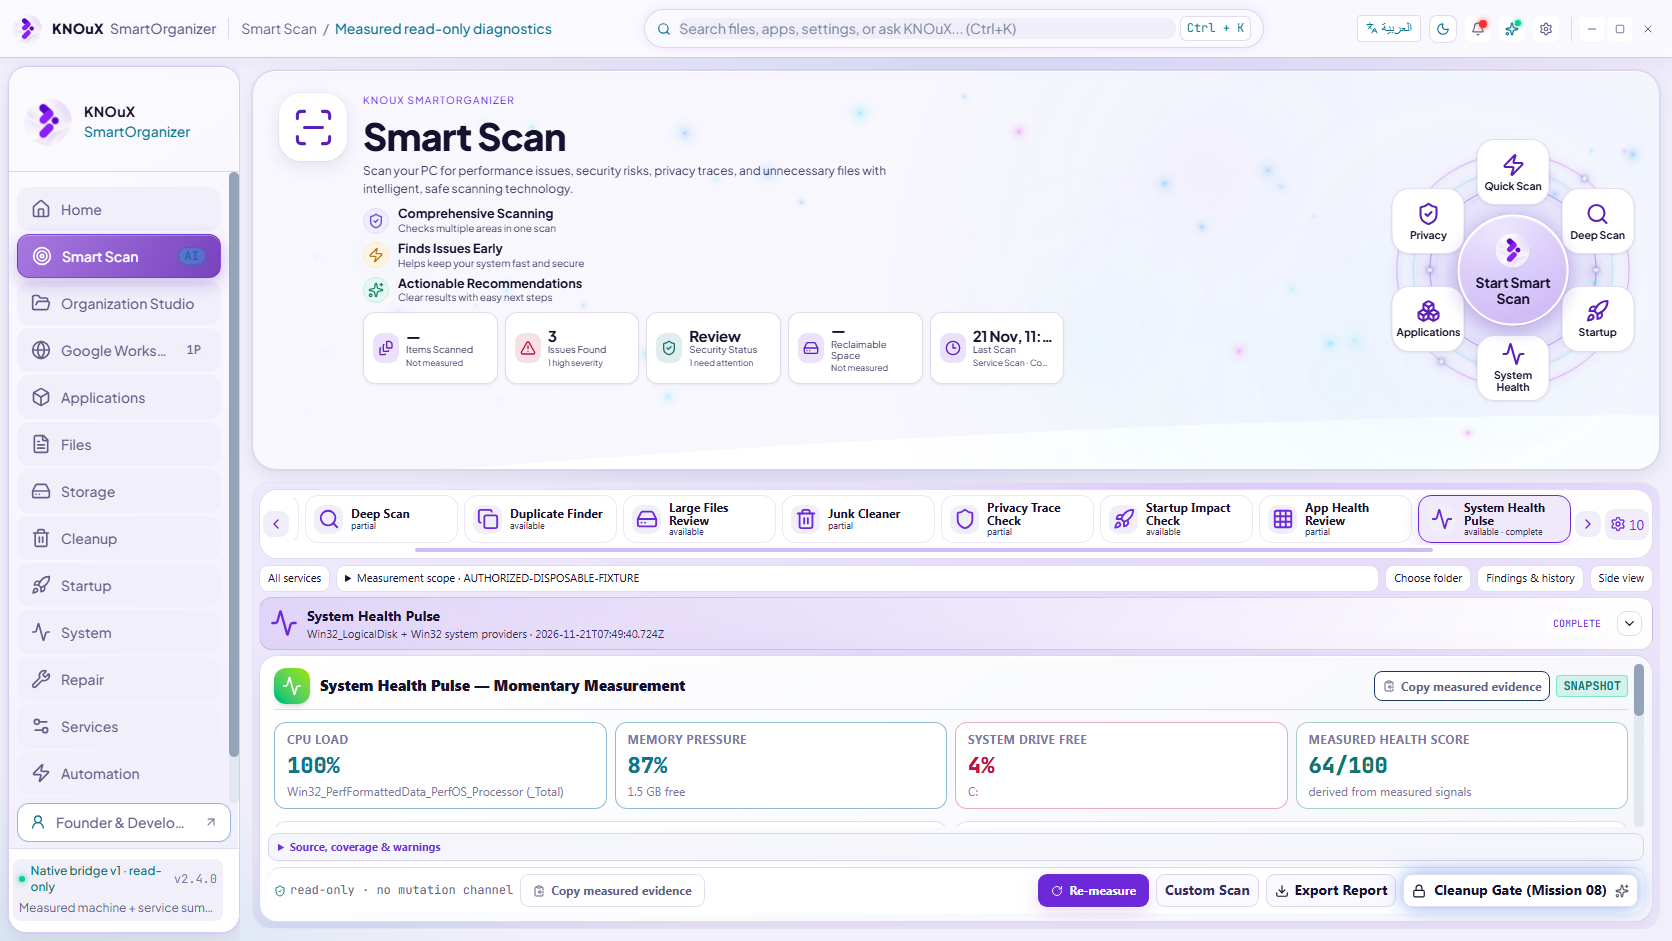 KNOuX SmartOrganizer
Smart Scan / Measured read-only diagnostics
Search files, apps, settings, or ask KNOuX... (Ctrl+K)
Ctrl + K
العربية
KNOuX
SmartOrganizer
Home
Smart Scan AI
Organization Studio
Google Works... 1P
Applications
Files
Storage
Cleanup
Startup
System
Repair
Services
Automation
Founder & Develo...
Native bridge v1 · read-only
v2.4.0
Measured machine + service sum...
KNOUX SMARTORGANIZER
Smart Scan
Scan your PC for performance issues, security risks, privacy traces, and unnecessary files with
intelligent, safe scanning technology.
Comprehensive Scanning
Checks multiple areas in one scan
Finds Issues Early
Helps keep your system fast and secure
Actionable Recommendations
Clear results with easy next steps
—
Items Scanned
Not measured
3
Issues Found
1 high severity
Review
Security Status
1 need attention
—
Reclaimable
Space
Not measured
21 Nov, 11:...
Last Scan
Service Scan · Co...
Quick Scan
Privacy
Deep Scan
Start Smart
Scan
Applications
Startup
System
Health
Deep Scan
partial
Duplicate Finder
available
Large Files
Review
available
Junk Cleaner
partial
Privacy Trace
Check
partial
Startup Impact
Check
available
App Health
Review
partial
System Health
Pulse
available · complete
10
All services
Measurement scope · AUTHORIZED-DISPOSABLE-FIXTURE
Choose folder
Findings & history
Side view
System Health Pulse
Win32_LogicalDisk + Win32 system providers · 2026-11-21T07:49:40.724Z
COMPLETE
System Health Pulse — Momentary Measurement
Copy measured evidence
SNAPSHOT
CPU LOAD
100%
Win32_PerfFormattedData_PerfOS_Processor (_Total)
MEMORY PRESSURE
87%
1.5 GB free
SYSTEM DRIVE FREE
4%
C:
MEASURED HEALTH SCORE
64/100
derived from measured signals
Source, coverage & warnings
read-only · no mutation channel
Copy measured evidence
Re-measure
Custom Scan
Export Report
Cleanup Gate (Mission 08)